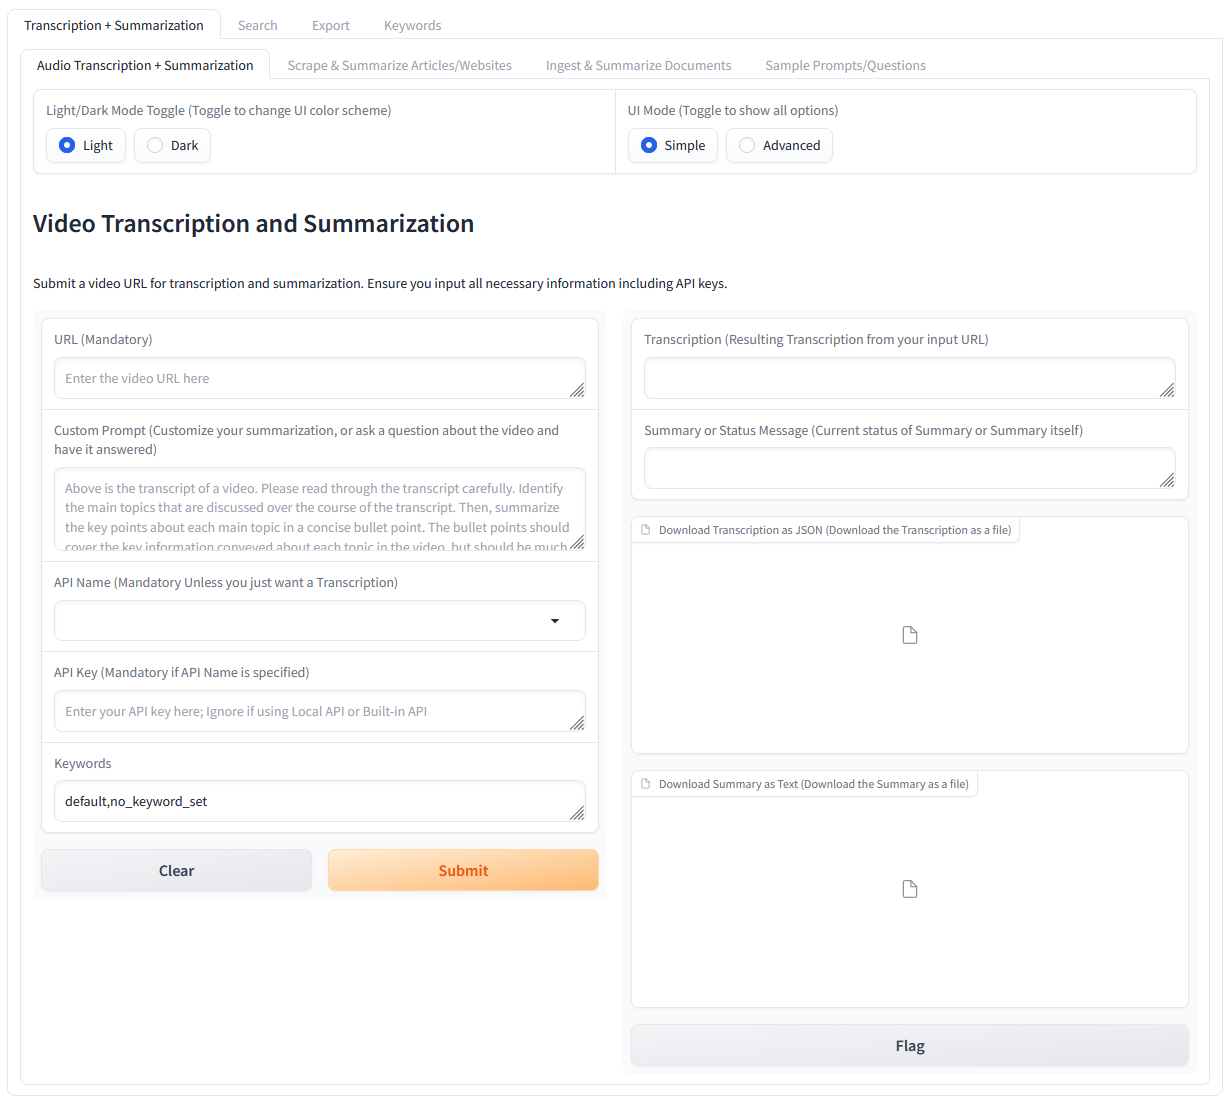 Transcription + Summarization Search Export Keywords
Audio Transcription + Summarization Scrape & Summarize Articles/Websites Ingest & Summarize Documents Sample Prompts/Questions
Light/Dark Mode Toggle (Toggle to change UI color scheme)
Light Dark
UI Mode (Toggle to show all options)
Simple Advanced
Video Transcription and Summarization
Submit a video URL for transcription and summarization. Ensure you input all necessary information including API keys.
URL (Mandatory)
Enter the video URL here
Custom Prompt (Customize your summarization, or ask a question about the video and
have it answered)
Above is the transcript of a video. Please read through the transcript carefully. Identify
the main topics that are discussed over the course of the transcript. Then, summarize
the key points about each main topic in a concise bullet point. The bullet points should
cover the key information conveyed about each topic in the video, but should be much
API Name (Mandatory Unless you just want a Transcription)
API Key (Mandatory if API Name is specified)
Enter your API key here; Ignore if using Local API or Built-in API
Keywords
default,no_keyword_set
Clear Submit
Transcription (Resulting Transcription from your input URL)
Summary or Status Message (Current status of Summary or Summary itself)
Download Transcription as JSON (Download the Transcription as a file)
Download Summary as Text (Download the Summary as a file)
Flag